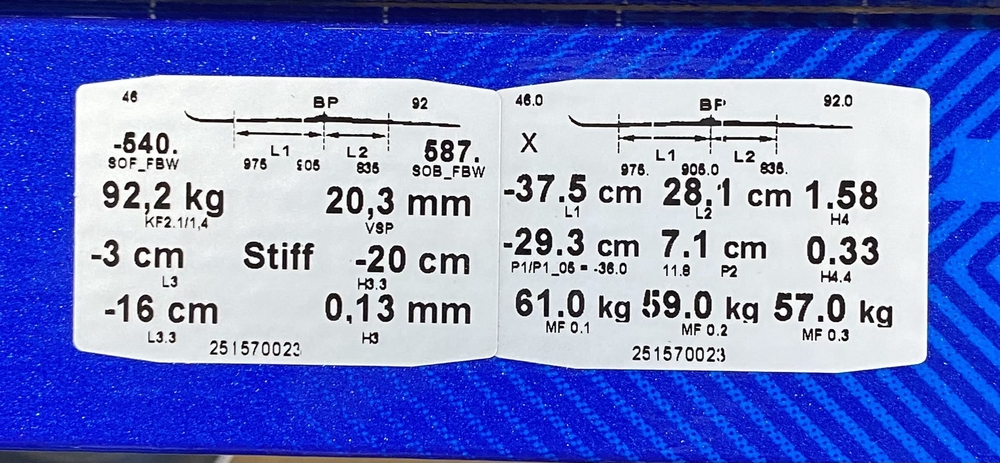 46 BP 92
-540. L1 L2 587.
SOF_FBW 975 905 835 SOB_FBW
92,2 kg 20,3 mm
KF2.1/1,4 VSP
-3 cm Stiff -20 cm
L3 H3.3
-16 cm 0,13 mm
L3.3 H3
251570023
46.0 BP 92.0
X L1 L2
975. 905.0 835.
-37.5 cm 28.1 cm 1.58
L1 L2 H4
-29.3 cm 7.1 cm 0.33
P1/P1_05 = -36.0 11.8 P2 H4.4
61.0 kg 59.0 kg 57.0 kg
MF 0.1 MF 0.2 MF 0.3
251570023